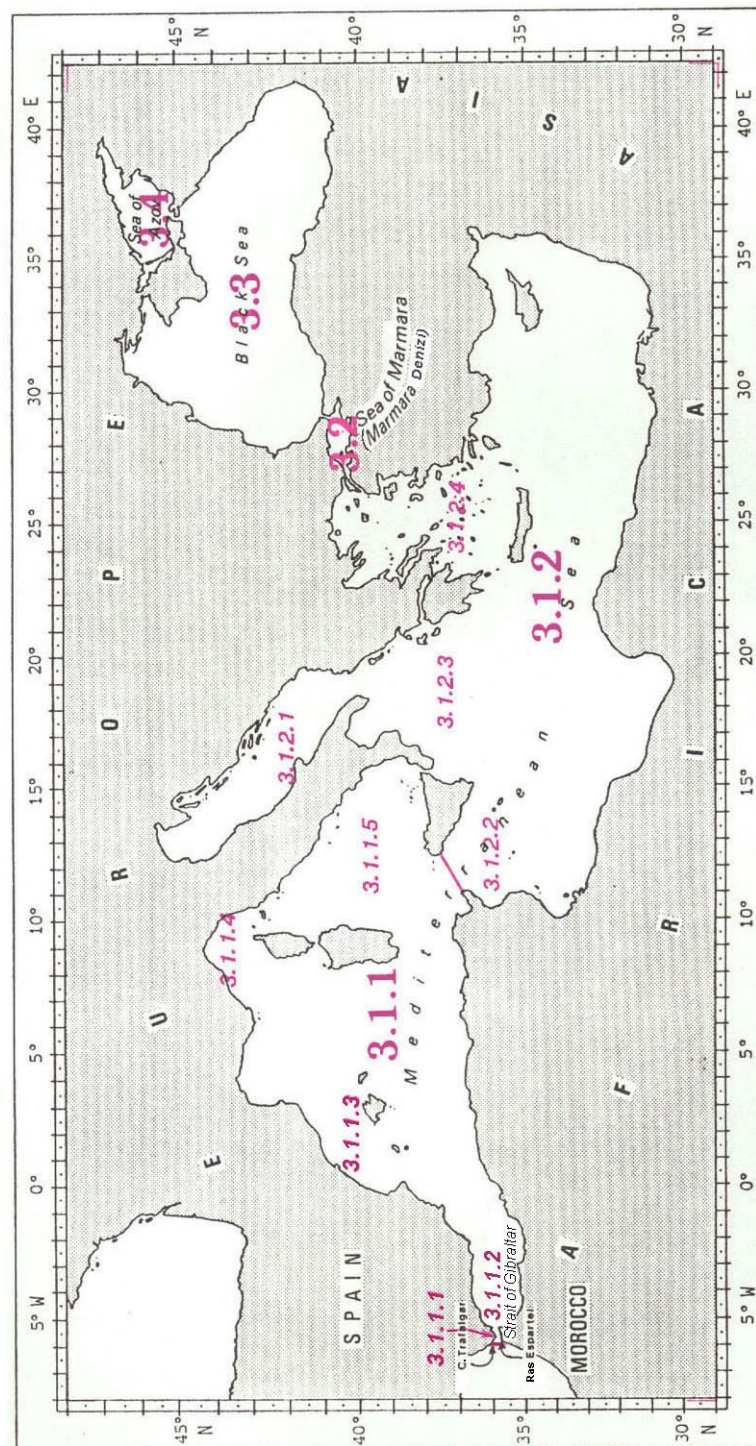 5° W 0° 5° 10° 15° 20° 25° 30° 35° 40° E
45° 45°
N N
EUROPE
3.4
Sea of
Azov
3.3
Black Sea
3.1.1.4
3.1.2.1
SPAIN
40° 40°
3.1.1.3
3.1.1.5
3.2
Sea of Marmara
(Marmara Denizi)
ASIA
3.1.1
3.1.2.3
3.1.2.4
3.1.1.1
C.Trafalgar
3.1.1.2
Strait of Gibraltar
Ras Espartel
35° 35°
3.1.2.2
3.1.2
Mediterranean Sea
MOROCCO
AFRICA
30° 30°
N N
5° W 0° 5° 10° 15° 20° 25° 30° 35° 40° E